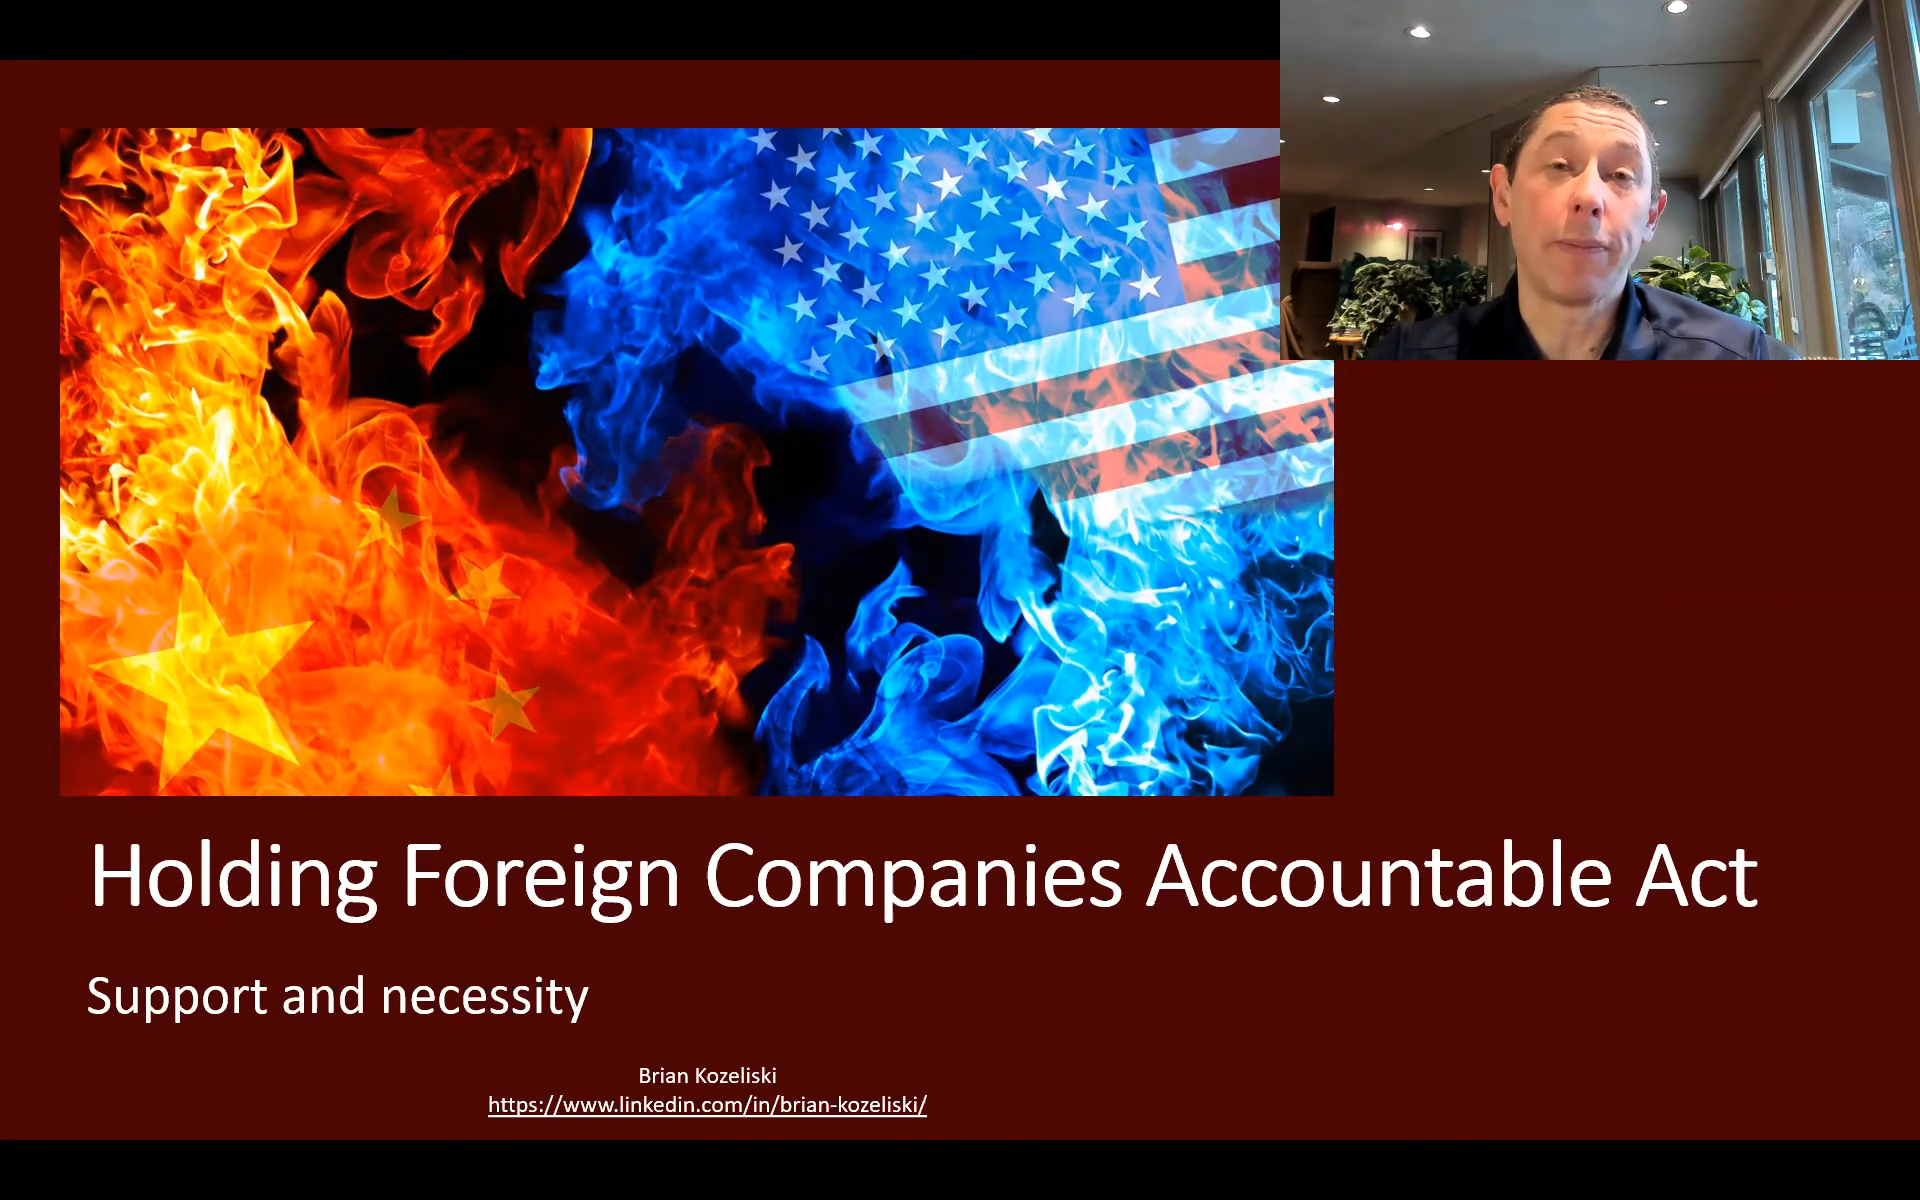 Holding Foreign Companies Accountable Act
Support and necessity
Brian Kozeliski
https://www.linkedin.com/in/brian-kozeliski/